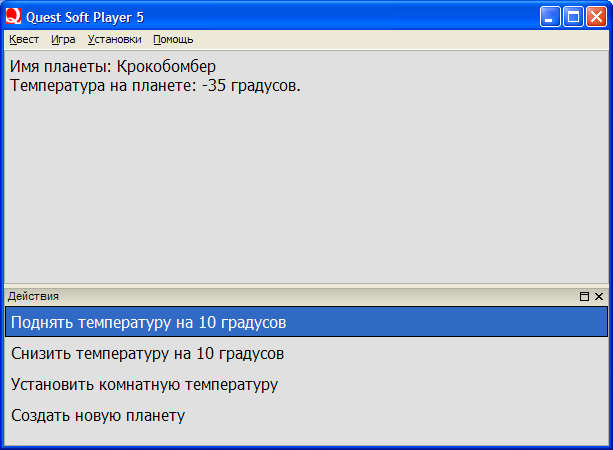 Quest Soft Player 5
Квест Игра Установки Помощь
Имя планеты: Крокобомбер
Температура на планете: -35 градусов.
Действия
Поднять температуру на 10 градусов
Снизить температуру на 10 градусов
Установить комнатную температуру
Создать новую планету